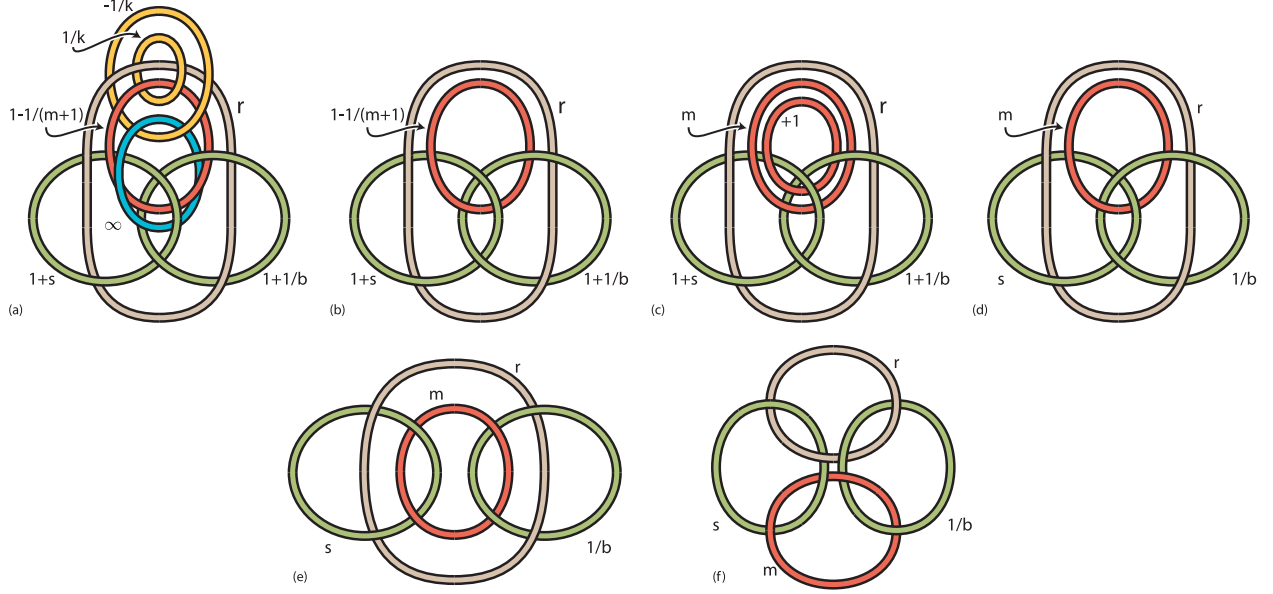 -1/k
1/k
1-1/(m+1)
r
∞
1+s
1+1/b
(a)
1-1/(m+1)
r
1+s
1+1/b
(b)
m
+1
r
1+s
1+1/b
(c)
m
r
s
1/b
(d)
r
m
s
1/b
(e)
r
s
1/b
m
(f)